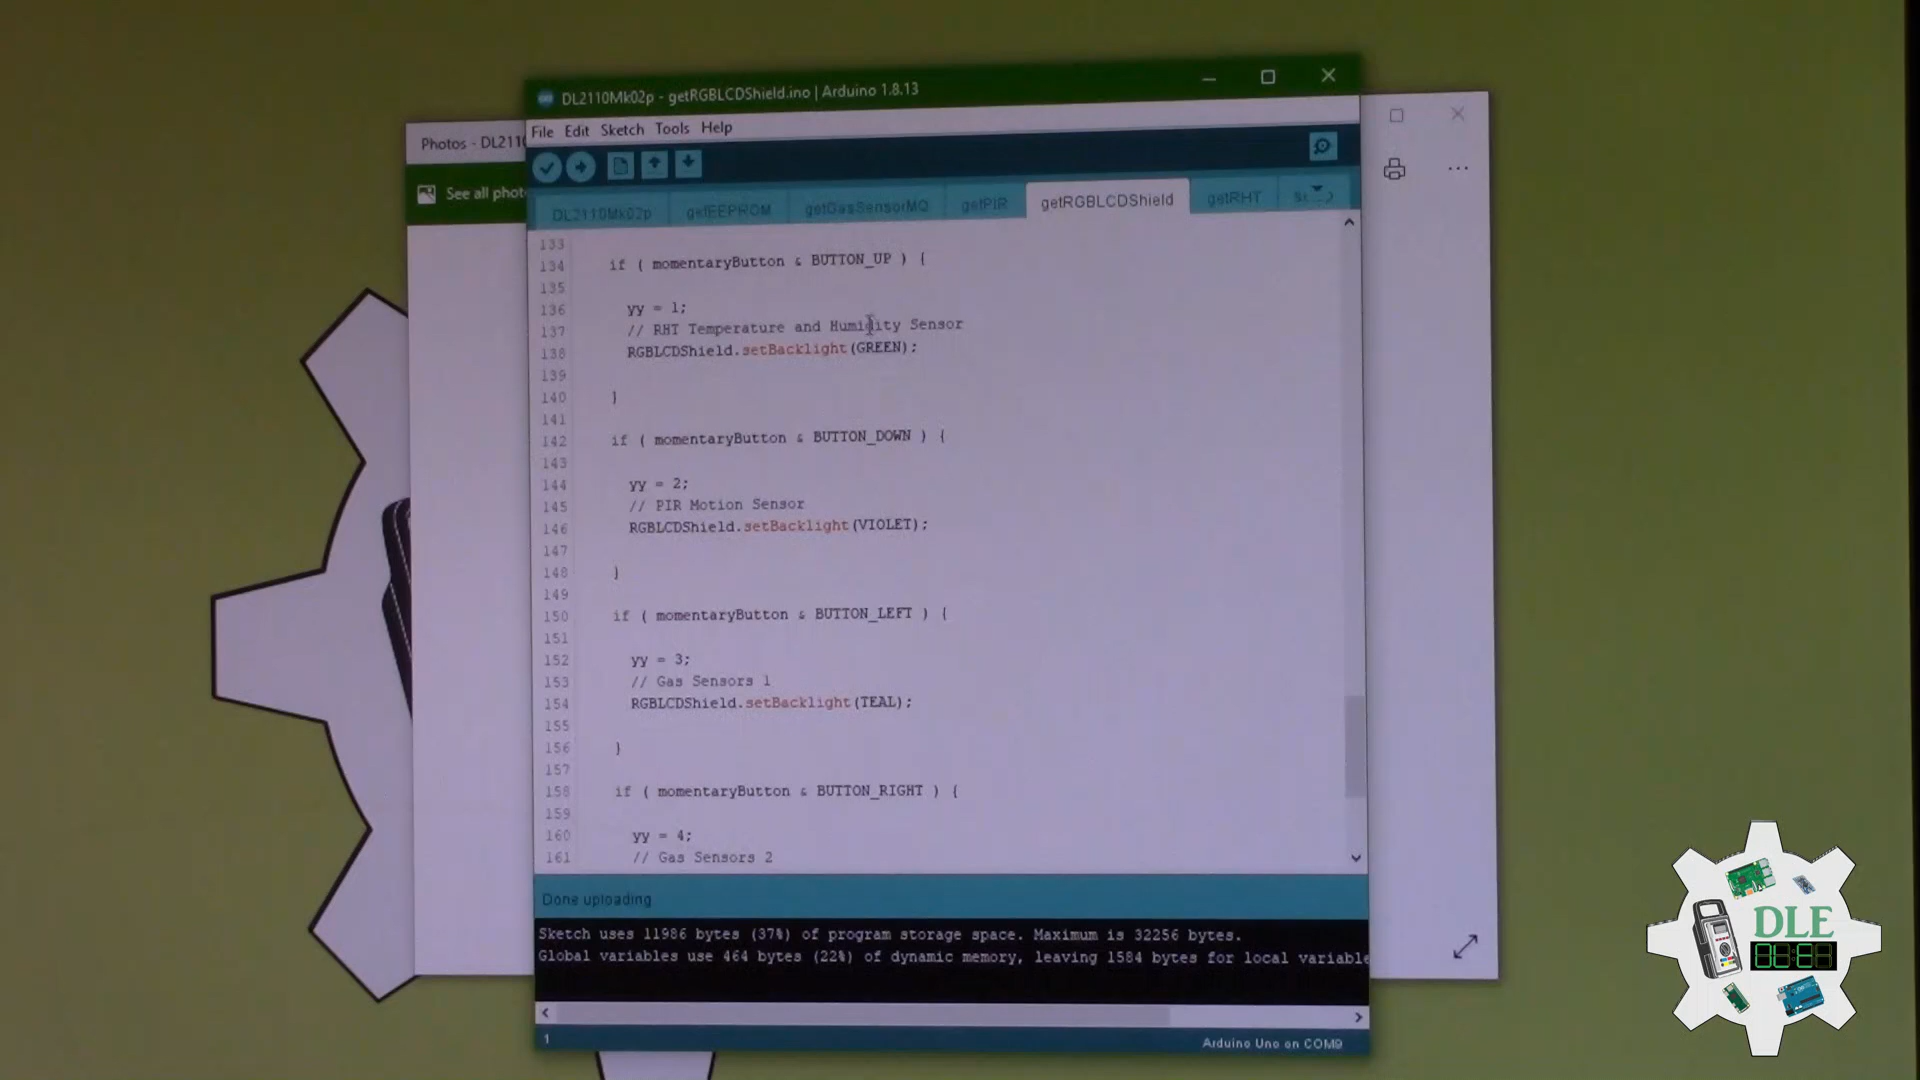 DL2110Mk02p - getRGBLCDShield.ino | Arduino 1.8.13
Photos - DL2110
File Edit Sketch Tools Help
See all phot
DL2110Mk02p getEEPROM getGasSensorMQ getPIR getRGBLCDShield getRHT
133
134 if ( momentaryButton & BUTTON_UP ) {
135
136 yy = 1;
137 // RHT Temperature and Humidity Sensor
138 RGBLCDShield.setBacklight(GREEN);
139
140 }
141
142 if ( momentaryButton & BUTTON_DOWN ) {
143
144 yy = 2;
145 // PIR Motion Sensor
146 RGBLCDShield.setBacklight(VIOLET);
147
148 }
149
150 if ( momentaryButton & BUTTON_LEFT ) {
151
152 yy = 3;
153 // Gas Sensors 1
154 RGBLCDShield.setBacklight(TEAL);
155
156 }
157
158 if ( momentaryButton & BUTTON_RIGHT ) {
159
160 yy = 4;
161 // Gas Sensors 2
Done uploading
Sketch uses 11986 bytes (37%) of program storage space. Maximum is 32256 bytes.
Global variables use 464 bytes (22%) of dynamic memory, leaving 1584 bytes for local variable
1
Arduino Uno on COM9
DLE
DLE